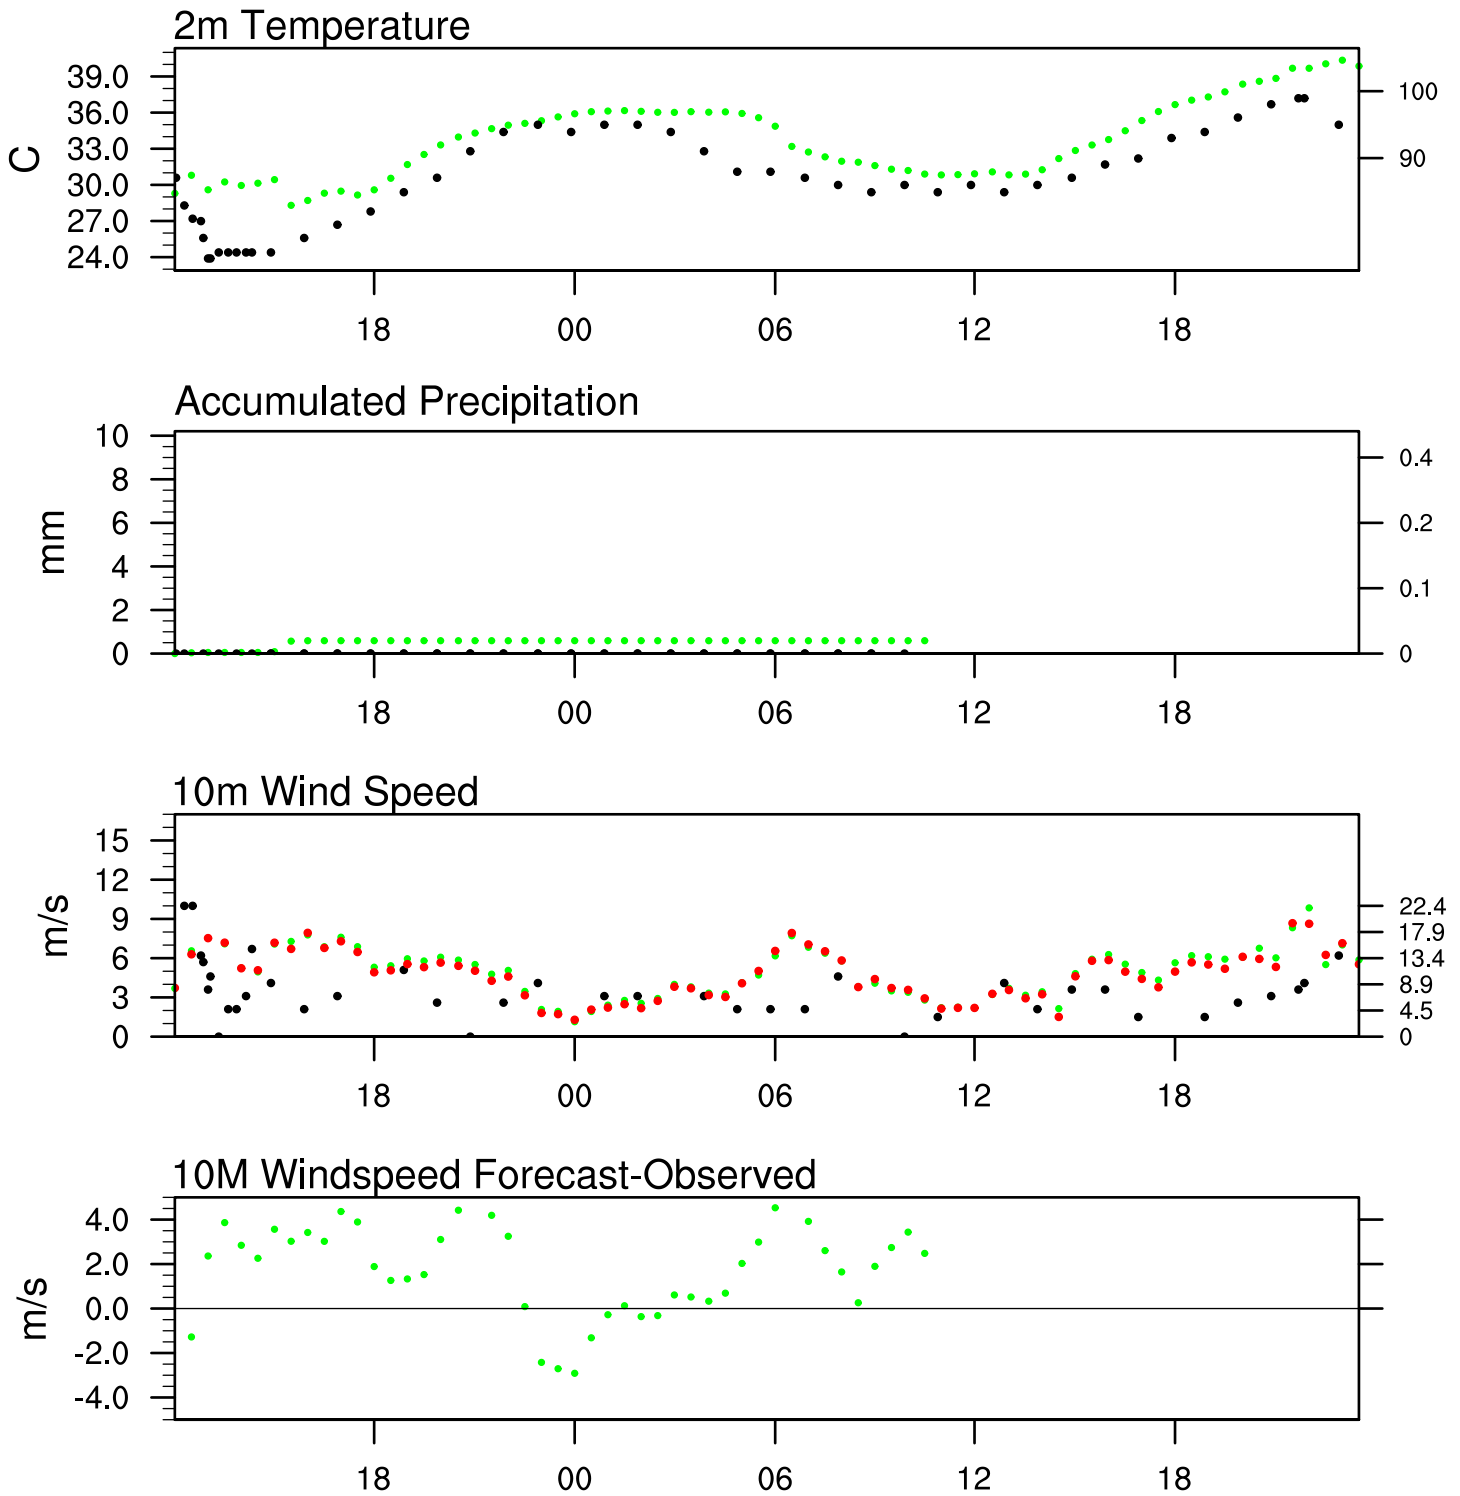 2m Temperature
39.0
36.0
33.0
30.0
27.0
24.0
C
100
90
18 00 06 12 18
Accumulated Precipitation
10
8
6
4
2
0
mm
0.4
0.2
0.1
0
18 00 06 12 18
10m Wind Speed
15
12
9
6
3
0
m/s
22.4
17.9
13.4
8.9
4.5
0
18 00 06 12 18
10M Windspeed Forecast-Observed
4.0
2.0
0.0
-2.0
-4.0
m/s
18 00 06 12 18